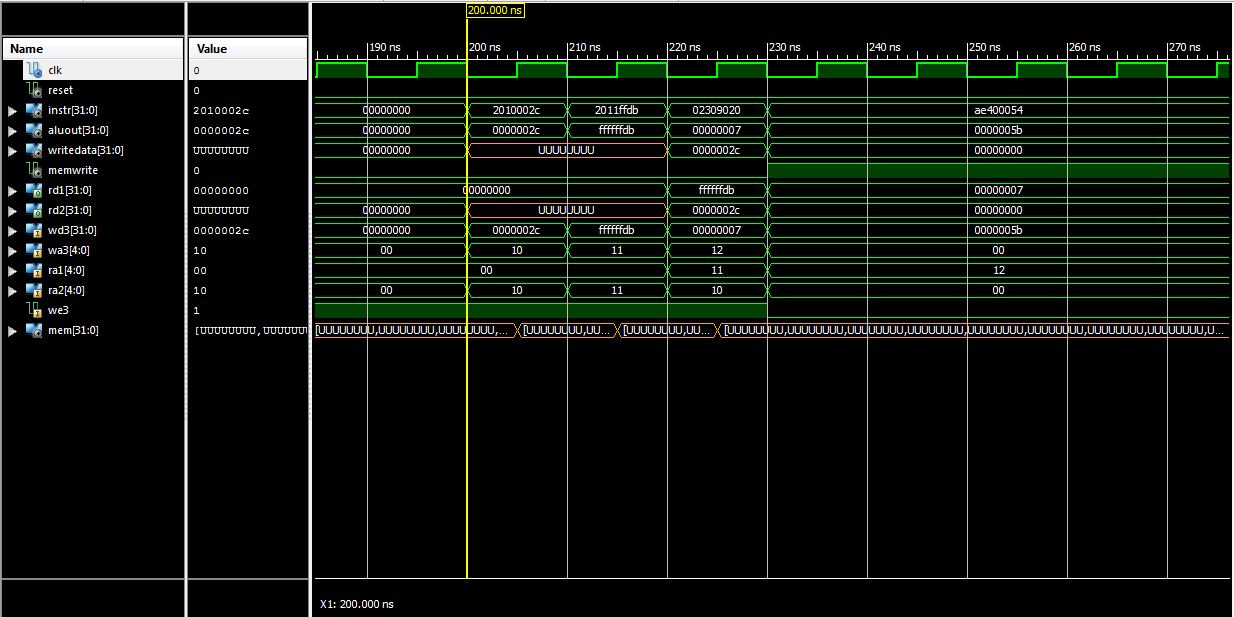 200.000 ns
Name Value 190 ns 200 ns 210 ns 220 ns 230 ns 240 ns 250 ns 260 ns 270 ns
clk 0
reset 0
instr[31:0] 2010002c 00000000 2010002c 2011ffdb 02309020 ae400054
aluout[31:0] 0000002c 00000000 0000002c ffffffdb 00000007 0000005b
writedata[31:0] UUUUUUUU 00000000 UUUUUUUU 0000002c 00000000
memwrite 0
rd1[31:0] 00000000 00000000 ffffffdb 00000007
rd2[31:0] UUUUUUUU 00000000 UUUUUUUU 0000002c 00000000
wd3[31:0] 0000002c 00000000 0000002c ffffffdb 00000007 0000005b
wa3[4:0] 10 00 10 11 12 00
ra1[4:0] 00 00 11 12
ra2[4:0] 10 00 10 11 10 00
we3 1
mem[31:0] [UUUUUUUU,UUUUUU [UUUUUUUU,UUUUUUUU,UUUUUUUU,... [UUUUUUUU,UU... [UUUUUUUU,UU... [UUUUUUUU,UUUUUUUU,UUUUUUUU,UUUUUUUU,UUUUUUUU,UUUUUUUU,UUUUUUUU,UUUUUUUU,U...
X1: 200.000 ns